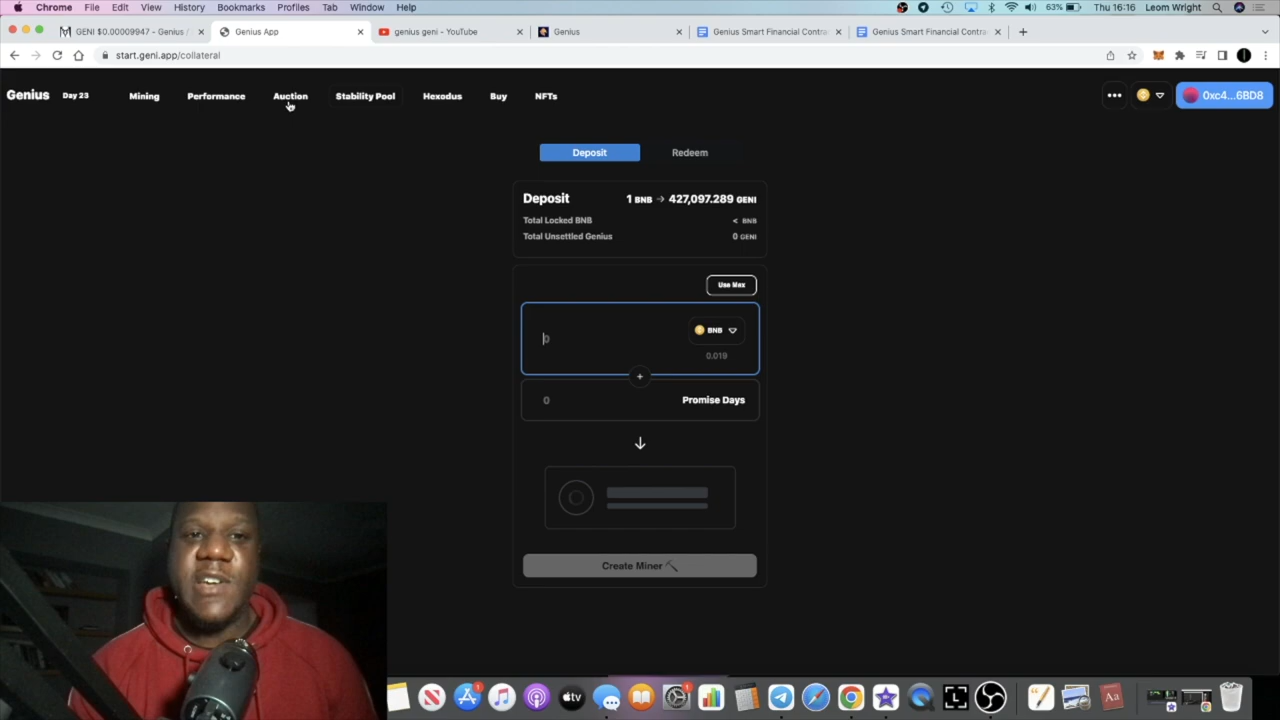 Chrome File Edit View History Bookmarks Profiles Tab Window Help 63% Thu 16:16 Leom Wright
GENI $0.00009947 - Genius / Genius App genius geni - YouTube Genius Genius Smart Financial Contra Genius Smart Financial Contra
start.geni.app/collateral
Genius Day 23 Mining Performance Auction Stability Pool Hexodus Buy NFTs 0xc4...6BD8
Deposit Redeem
Deposit 1 BNB → 427,097.289 GENI
Total Locked BNB < BNB
Total Unsettled Genius 0 GENI
Use Max
0 BNB
0.019
+
0 Promise Days
Create Miner